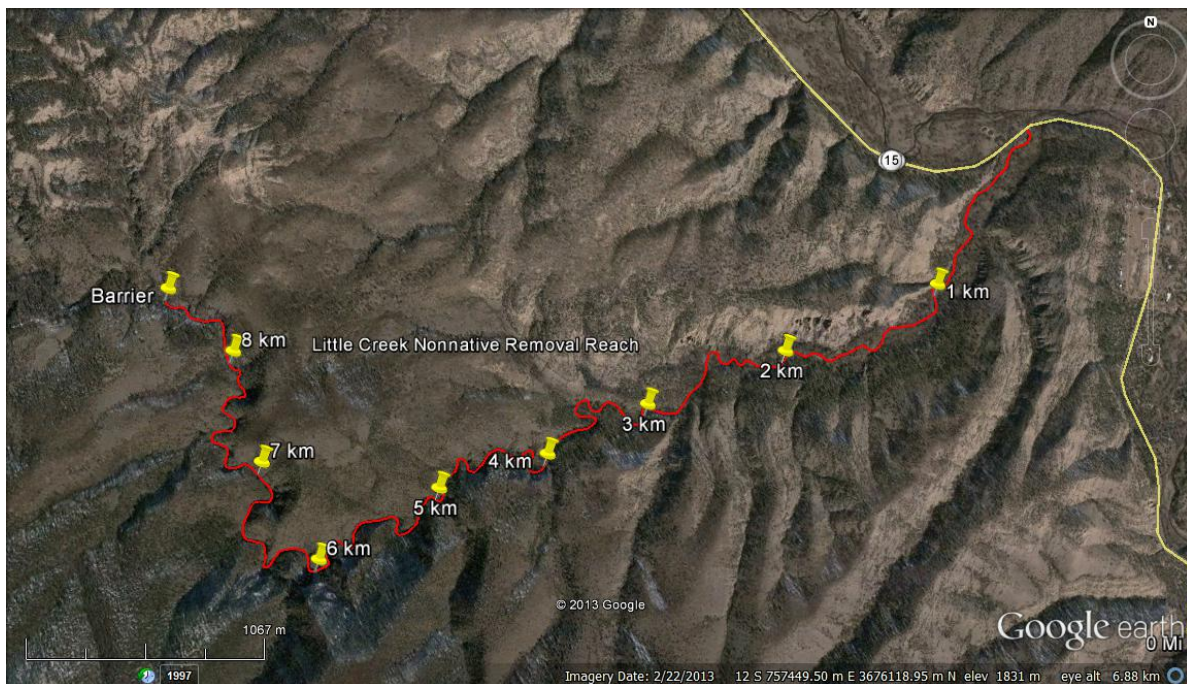 N
15
Barrier
1 km
8 km
Little Creek Nonnative Removal Reach
2 km
3 km
4 km
7 km
5 km
6 km
© 2013 Google
1067 m
Google earth
0 Mi
1997
Imagery Date: 2/22/2013 12 S 757449.50 m E 3676118.95 m N elev 1831 m eye alt 6.88 km